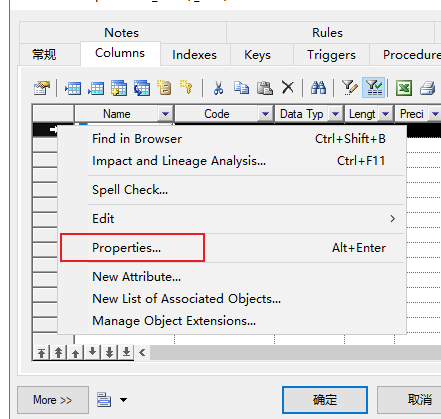 Notes Rules
常规 Columns Indexes Keys Triggers Procedure
Name Code Data Typ Lengt Preci
Find in Browser Ctrl+Shift+B
Impact and Lineage Analysis... Ctrl+F11
Spell Check...
Edit
Properties... Alt+Enter
New Attribute...
New List of Associated Objects...
Manage Object Extensions...
More >> 确定 取消